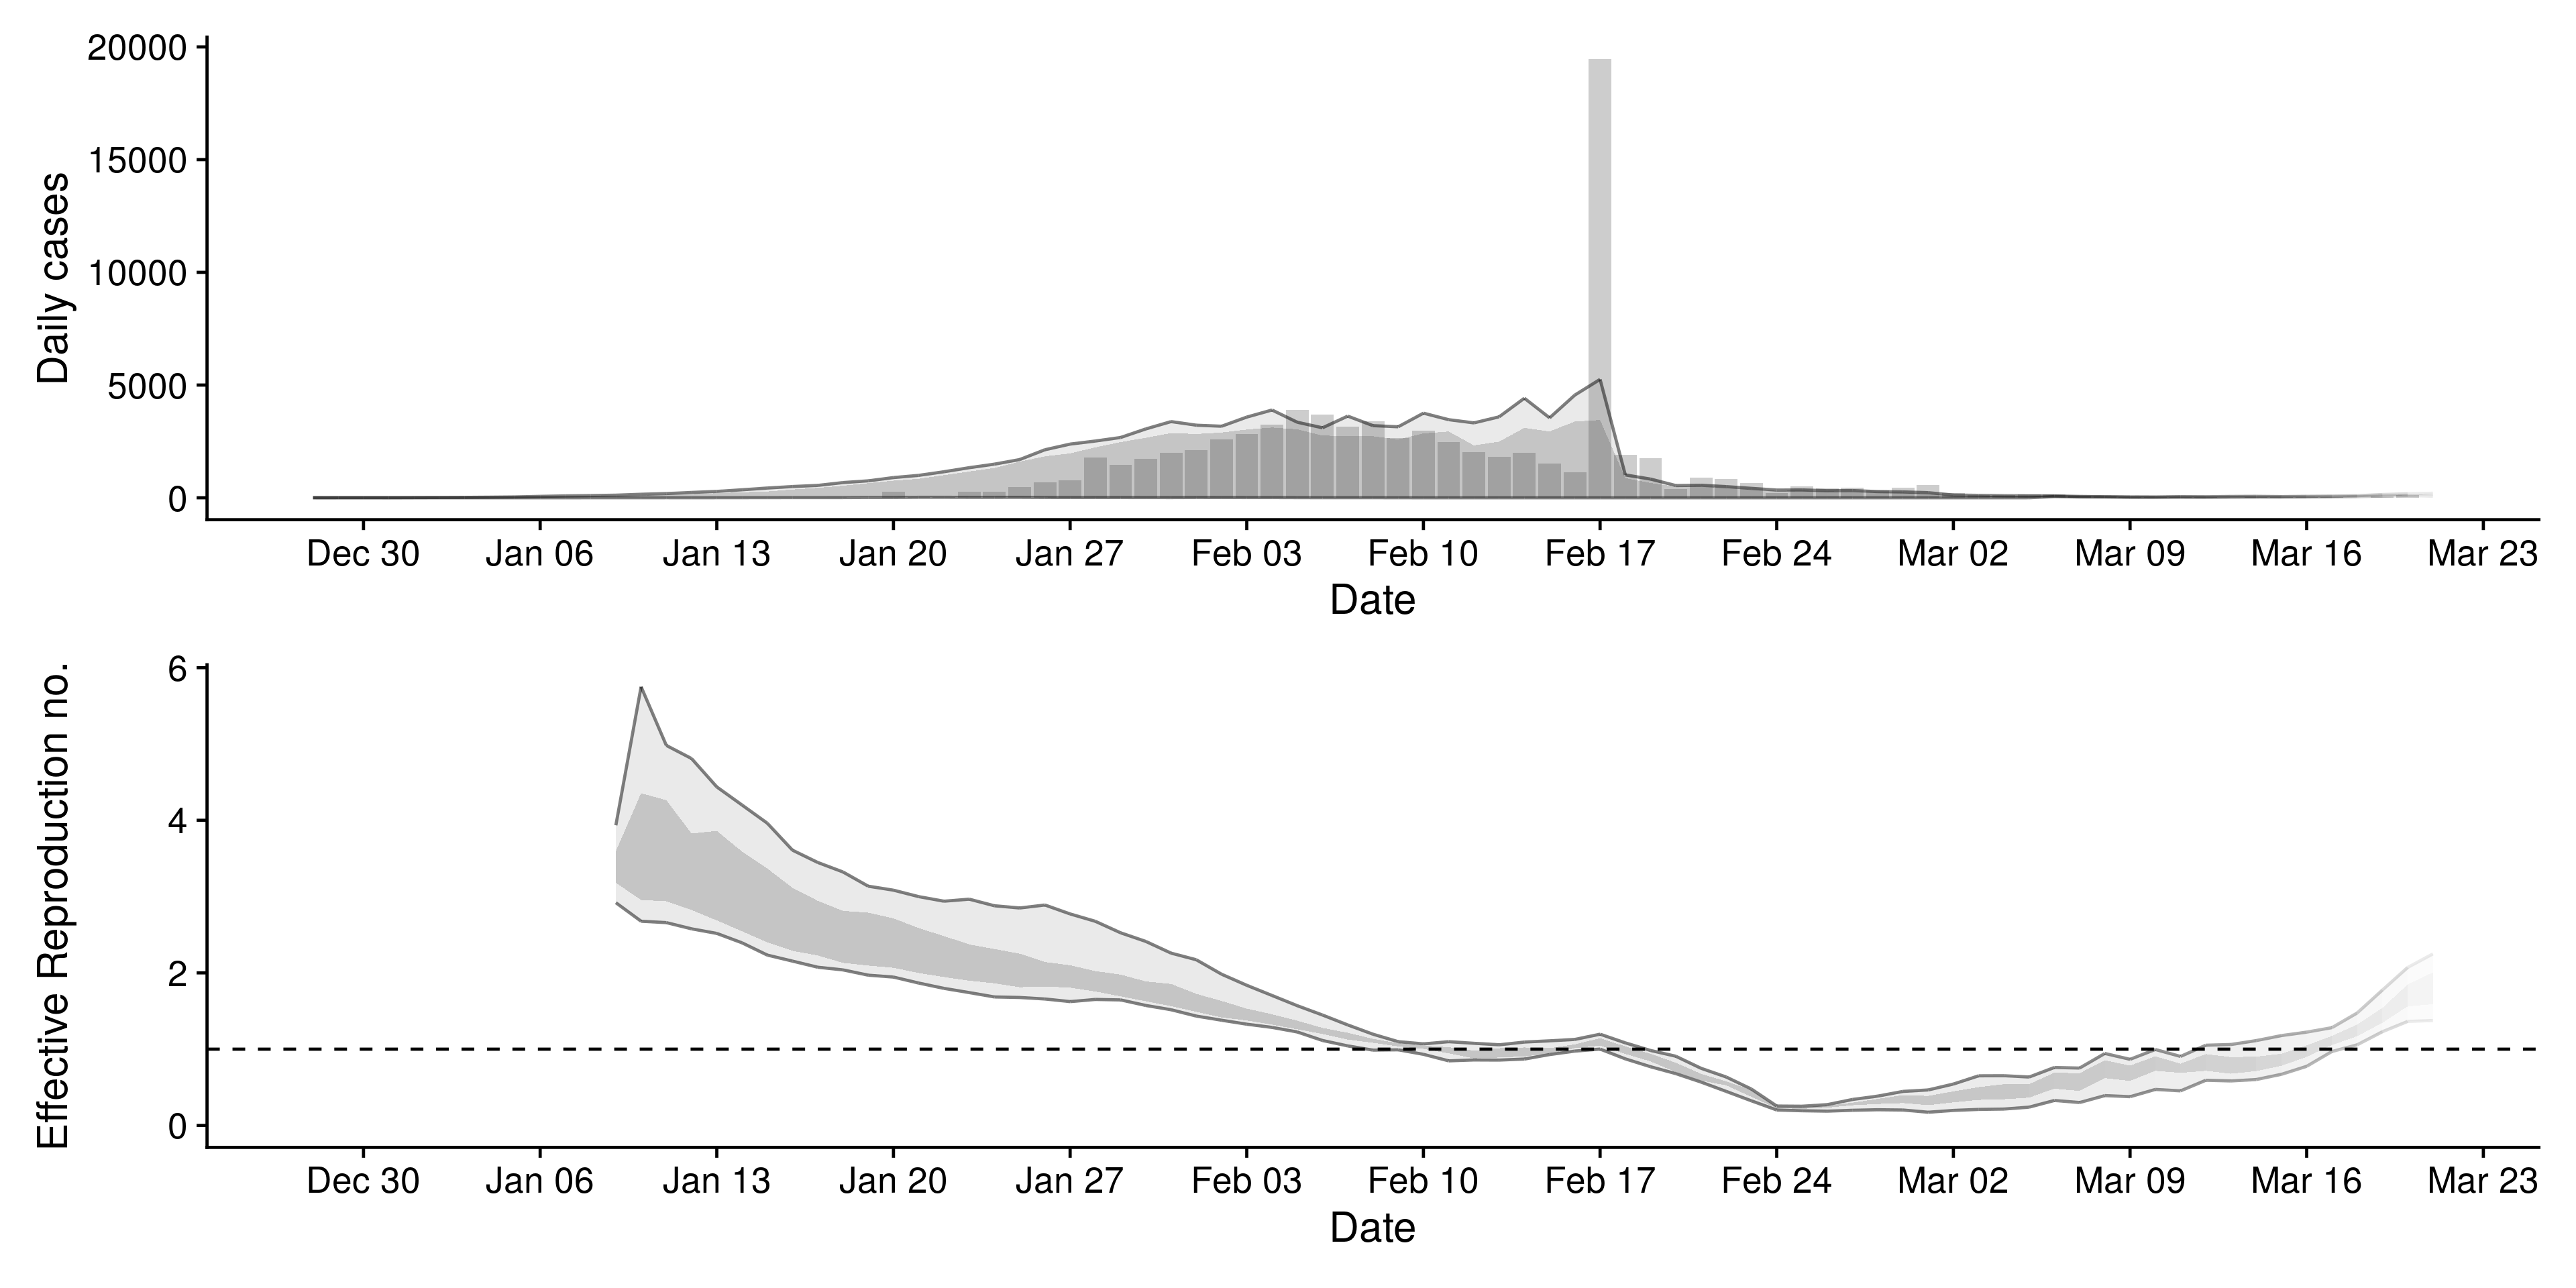 Daily cases
20000
15000
10000
5000
0
Dec 30 Jan 06 Jan 13 Jan 20 Jan 27 Feb 03 Feb 10 Feb 17 Feb 24 Mar 02 Mar 09 Mar 16 Mar 23
Date
Effective Reproduction no.
6
4
2
0
Dec 30 Jan 06 Jan 13 Jan 20 Jan 27 Feb 03 Feb 10 Feb 17 Feb 24 Mar 02 Mar 09 Mar 16 Mar 23
Date